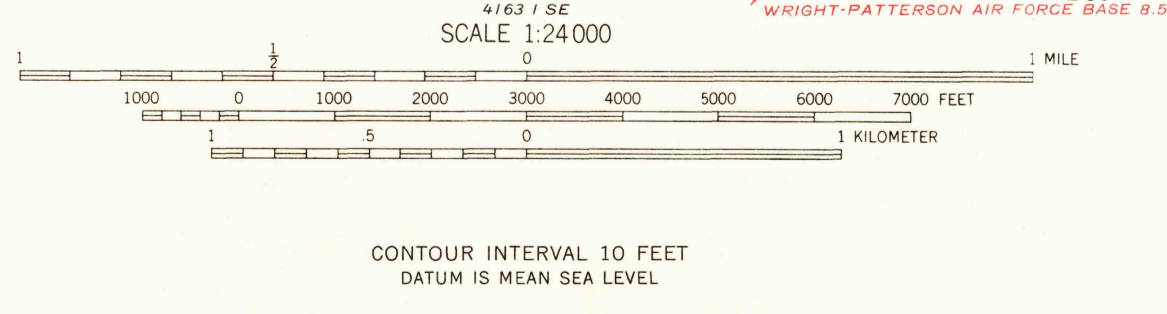 4163 I SE
WRIGHT-PATTERSON AIR FORCE BASE 8.5
SCALE 1:24 000
1 ½ 0 1 MILE
1000 0 1000 2000 3000 4000 5000 6000 7000 FEET
1 .5 0 1 KILOMETER
CONTOUR INTERVAL 10 FEET
DATUM IS MEAN SEA LEVEL